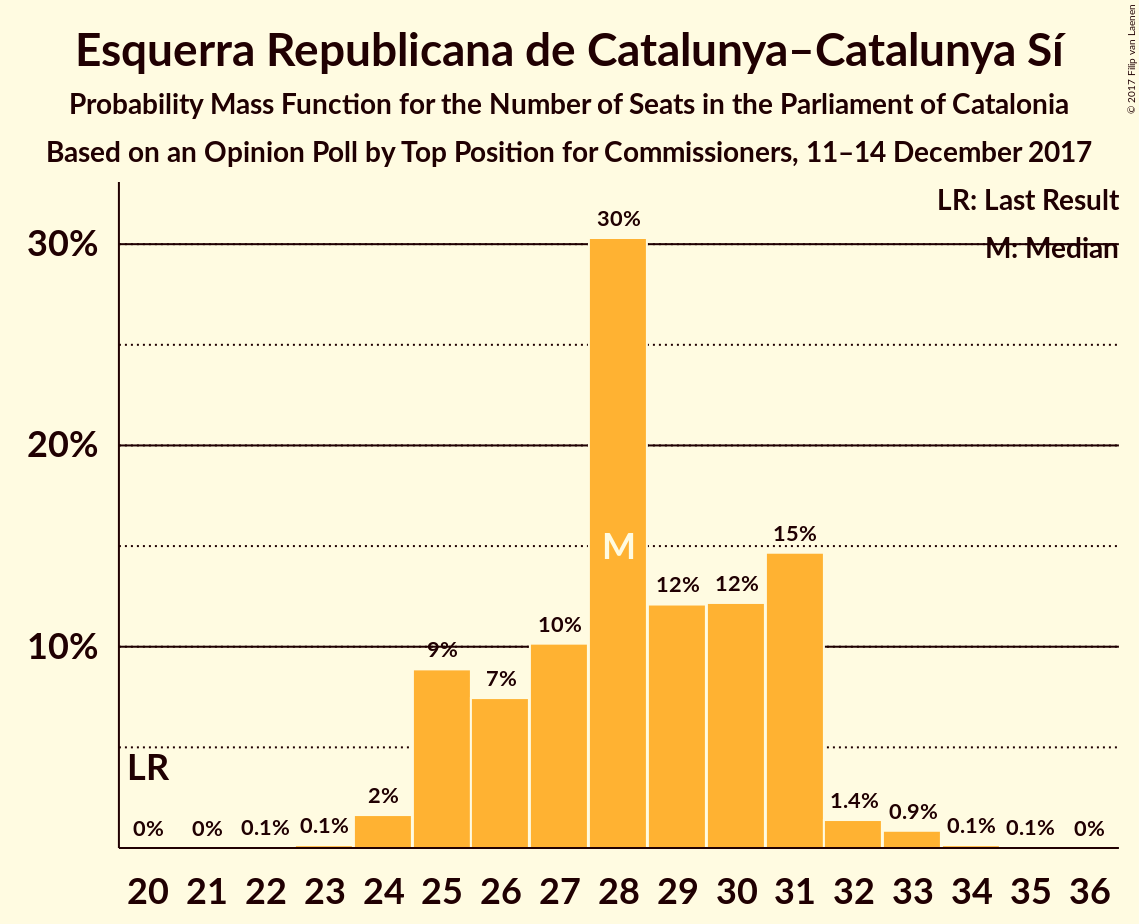 Esquerra Republicana de Catalunya–Catalunya Sí
Probability Mass Function for the Number of Seats in the Parliament of Catalonia
Based on an Opinion Poll by Top Position for Commissioners, 11–14 December 2017
© 2017 Filip van Laenen
LR: Last Result
M: Median
30%
20%
10%
LR
M
0% 0% 0.1% 0.1% 2% 9% 7% 10% 30% 12% 12% 15% 1.4% 0.9% 0.1% 0.1% 0%
20 21 22 23 24 25 26 27 28 29 30 31 32 33 34 35 36